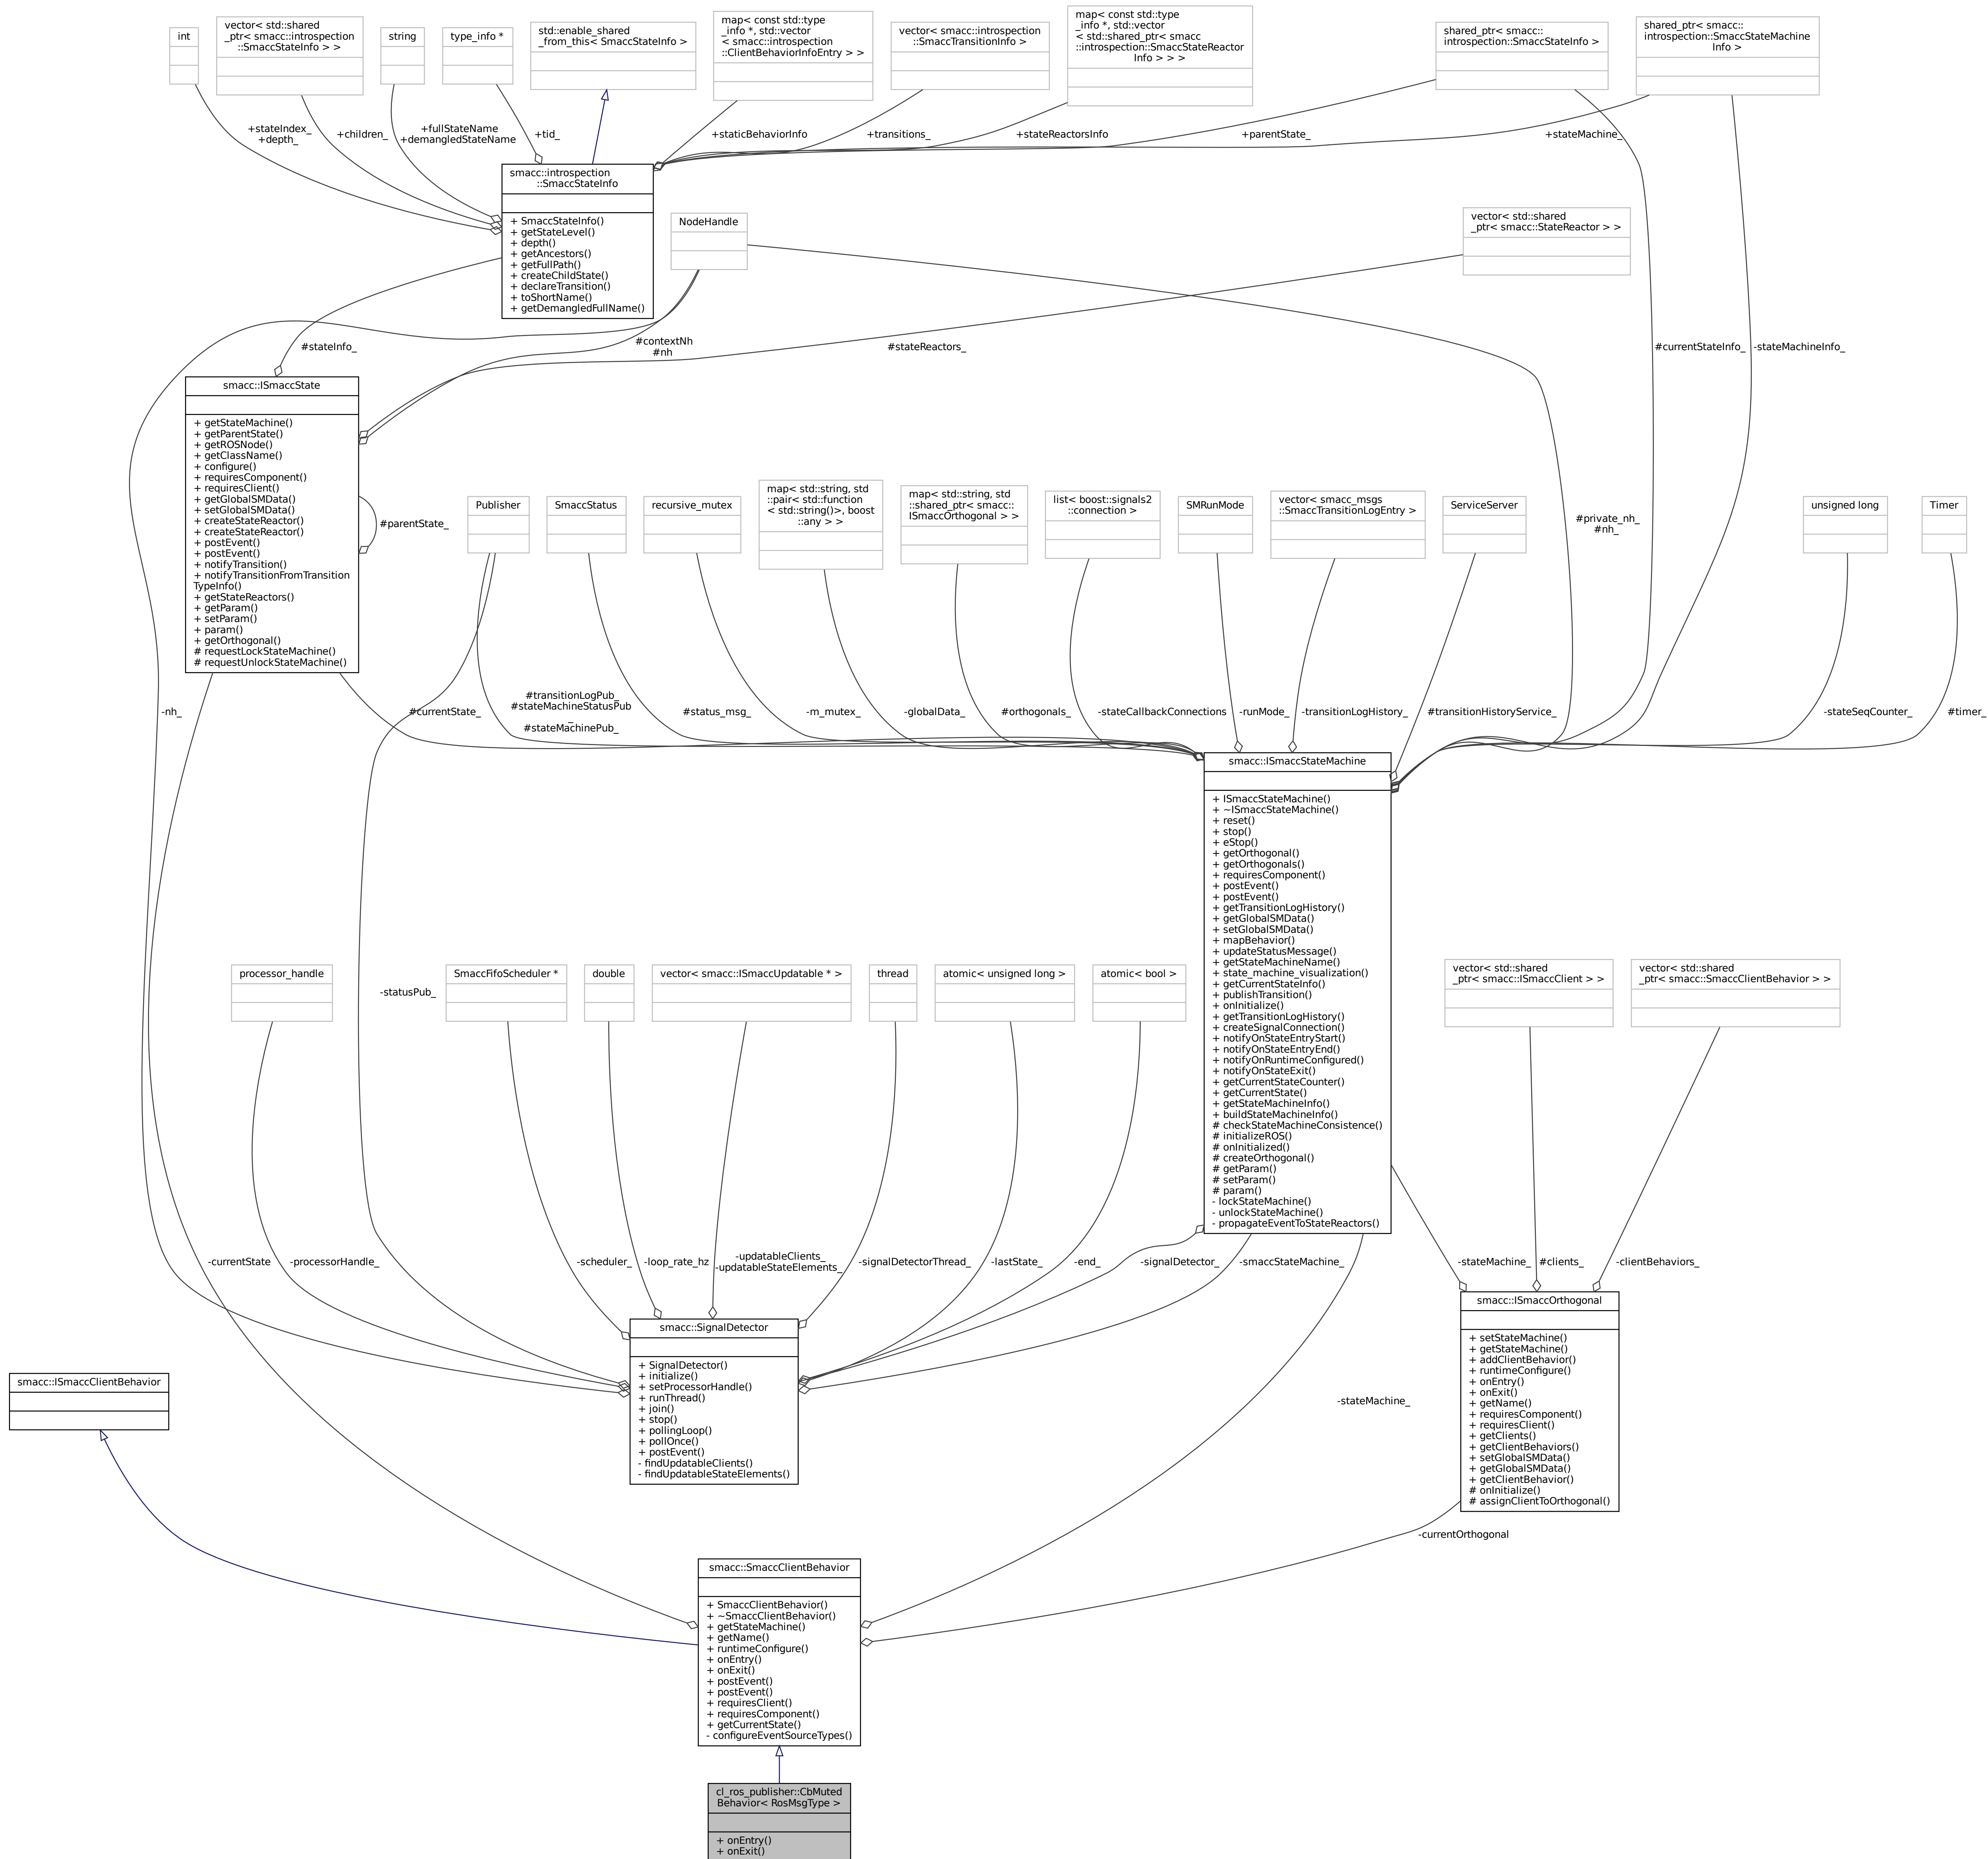 int
vector< std::shared
_ptr< smacc::introspection
::SmaccStateInfo > >
string
type_info *
std::enable_shared
_from_this< SmaccStateInfo >
map< const std::type
_info *, std::vector
< smacc::introspection
::ClientBehaviorInfoEntry > >
vector< smacc::introspection
::SmaccTransitionInfo >
map< const std::type
_info *, std::vector
< std::shared_ptr< smacc
::introspection::SmaccStateReactor
Info > > >
shared_ptr< smacc::
introspection::SmaccStateInfo >
shared_ptr< smacc::
introspection::SmaccStateMachine
Info >
+stateIndex_
+depth_
+children_
+fullStateName
+demangledStateName
+tid_
+staticBehaviorInfo
+transitions_
+stateReactorsInfo
+parentState_
+stateMachine_
smacc::introspection
::SmaccStateInfo
+ SmaccStateInfo()
+ getStateLevel()
+ depth()
+ getAncestors()
+ getFullPath()
+ createChildState()
+ declareTransition()
+ toShortName()
+ getDemangledFullName()
NodeHandle
vector< std::shared
_ptr< smacc::StateReactor > >
#stateInfo_
#contextNh
#nh
#stateReactors_
#currentStateInfo_
-stateMachineInfo_
smacc::ISmaccState
+ getStateMachine()
+ getParentState()
+ getROSNode()
+ getClassName()
+ configure()
+ requiresComponent()
+ requiresClient()
+ getGlobalSMData()
+ setGlobalSMData()
+ createStateReactor()
+ createStateReactor()
+ postEvent()
+ postEvent()
+ notifyTransition()
+ notifyTransitionFromTransition
TypeInfo()
+ getStateReactors()
+ getParam()
+ setParam()
+ param()
+ getOrthogonal()
# requestLockStateMachine()
# requestUnlockStateMachine()
#parentState_
Publisher
SmaccStatus
recursive_mutex
map< std::string, std
::pair< std::function
< std::string()>, boost
::any > >
map< std::string, std
::shared_ptr< smacc::
ISmaccOrthogonal > >
list< boost::signals2
::connection >
SMRunMode
vector< smacc_msgs
::SmaccTransitionLogEntry >
ServiceServer
#private_nh_
#nh_
unsigned long
Timer
-nh_
#currentState_
#transitionLogPub_
#stateMachineStatusPub
_
#stateMachinePub_
#status_msg_
-m_mutex_
-globalData_
#orthogonals_
-stateCallbackConnections
-runMode_
-transitionLogHistory_
#transitionHistoryService_
-stateSeqCounter_
#timer_
smacc::ISmaccStateMachine
+ ISmaccStateMachine()
+ ~ISmaccStateMachine()
+ reset()
+ stop()
+ eStop()
+ getOrthogonal()
+ getOrthogonals()
+ requiresComponent()
+ postEvent()
+ postEvent()
+ getTransitionLogHistory()
+ getGlobalSMData()
+ setGlobalSMData()
+ mapBehavior()
+ updateStatusMessage()
+ getStateMachineName()
+ state_machine_visualization()
+ getCurrentStateInfo()
+ publishTransition()
+ onInitialize()
+ getTransitionLogHistory()
+ createSignalConnection()
+ notifyOnStateEntryStart()
+ notifyOnStateEntryEnd()
+ notifyOnRuntimeConfigured()
+ notifyOnStateExit()
+ getCurrentStateCounter()
+ getCurrentState()
+ getStateMachineInfo()
+ buildStateMachineInfo()
# checkStateMachineConsistence()
# initializeROS()
# onInitialized()
# createOrthogonal()
# getParam()
# setParam()
# param()
- lockStateMachine()
- unlockStateMachine()
- propagateEventToStateReactors()
processor_handle
-statusPub_
SmaccFifoScheduler *
double
vector< smacc::ISmaccUpdatable * >
thread
atomic< unsigned long >
atomic< bool >
vector< std::shared
_ptr< smacc::ISmaccClient > >
vector< std::shared
_ptr< smacc::SmaccClientBehavior > >
-currentState
-processorHandle_
-scheduler_
-loop_rate_hz
-updatableClients_
-updatableStateElements_
-signalDetectorThread_
-lastState_
-end_
-signalDetector_
-smaccStateMachine_
-stateMachine_
#clients_
-clientBehaviors_
smacc::SignalDetector
+ SignalDetector()
+ initialize()
+ setProcessorHandle()
+ runThread()
+ join()
+ stop()
+ pollingLoop()
+ pollOnce()
+ postEvent()
- findUpdatableClients()
- findUpdatableStateElements()
smacc::ISmaccOrthogonal
+ setStateMachine()
+ getStateMachine()
+ addClientBehavior()
+ runtimeConfigure()
+ onEntry()
+ onExit()
+ getName()
+ requiresComponent()
+ requiresClient()
+ getClients()
+ getClientBehaviors()
+ setGlobalSMData()
+ getGlobalSMData()
+ getClientBehavior()
# onInitialize()
# assignClientToOrthogonal()
smacc::ISmaccClientBehavior
-stateMachine_
-currentOrthogonal
smacc::SmaccClientBehavior
+ SmaccClientBehavior()
+ ~SmaccClientBehavior()
+ getStateMachine()
+ getName()
+ runtimeConfigure()
+ onEntry()
+ onExit()
+ postEvent()
+ postEvent()
+ requiresClient()
+ requiresComponent()
+ getCurrentState()
- configureEventSourceTypes()
cl_ros_publisher::CbMuted
Behavior< RosMsgType >
+ onEntry()
+ onExit()